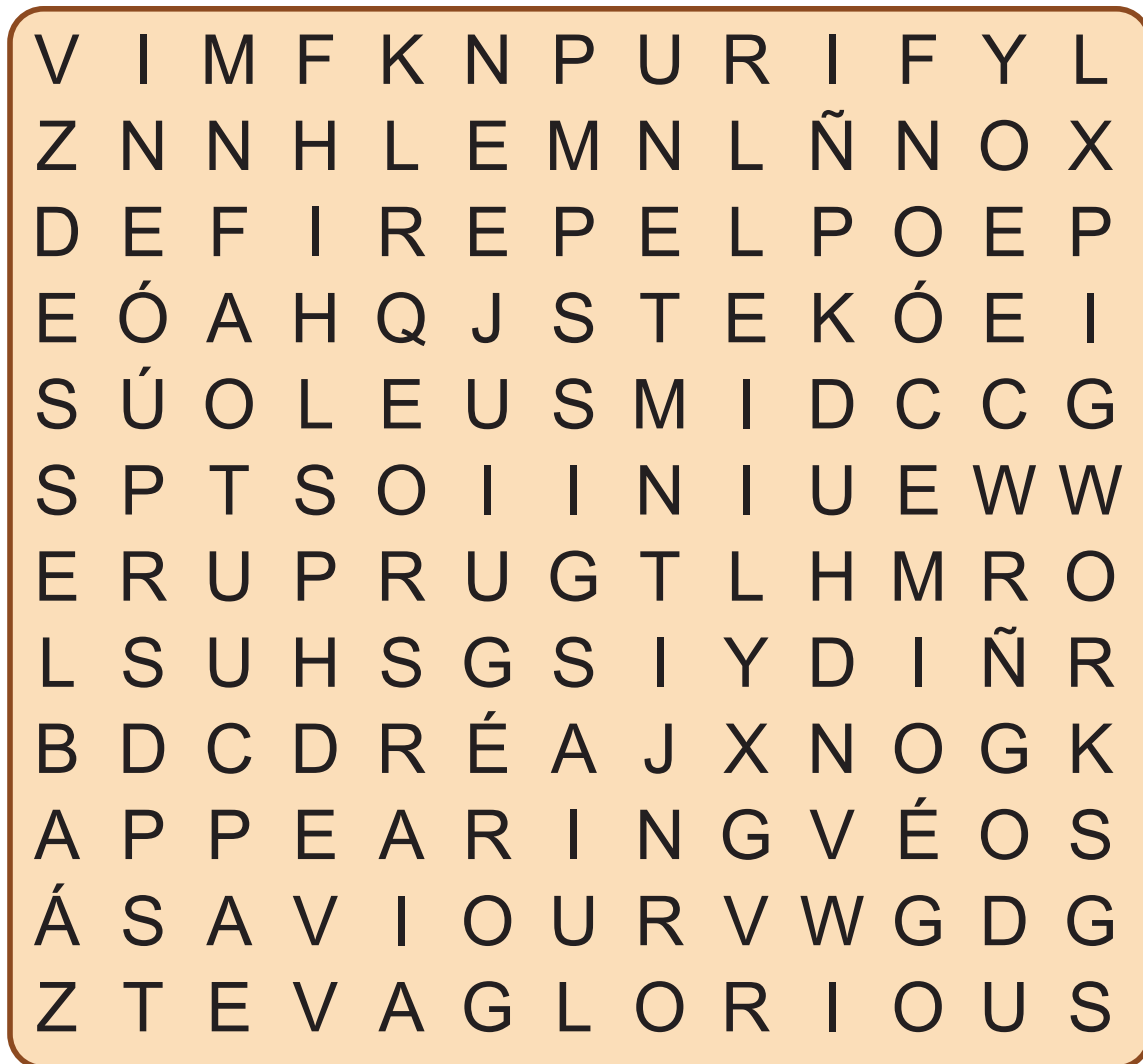 V I M F K N P U R I F Y L
Z N N H L E M N L Ñ N O X
D E F I R E P E L P O E P
E Ó A H Q J S T E K Ó E I
S Ú O L E U S M I D C C G
S P T S O I I N I U E W W
E R U P R U G T L H M R O
L S U H S G S I Y D I Ñ R
B D C D R É A J X N O G K
A P P E A R I N G V É O S
Á S A V I O U R V W G D G
Z T E V A G L O R I O U S